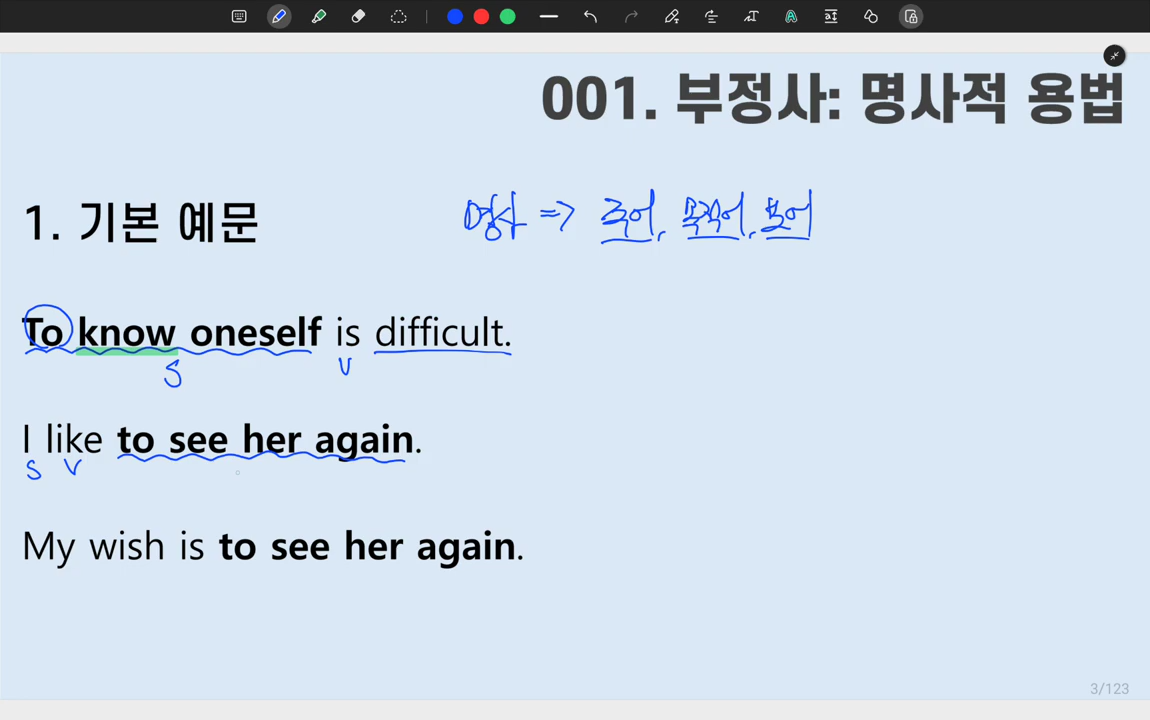 001. 부정사: 명사적 용법
1. 기본 예문
명사 => 주어, 목적어, 보어
To know oneself is difficult.
S V
I like to see her again.
S V
My wish is to see her again.
3/123